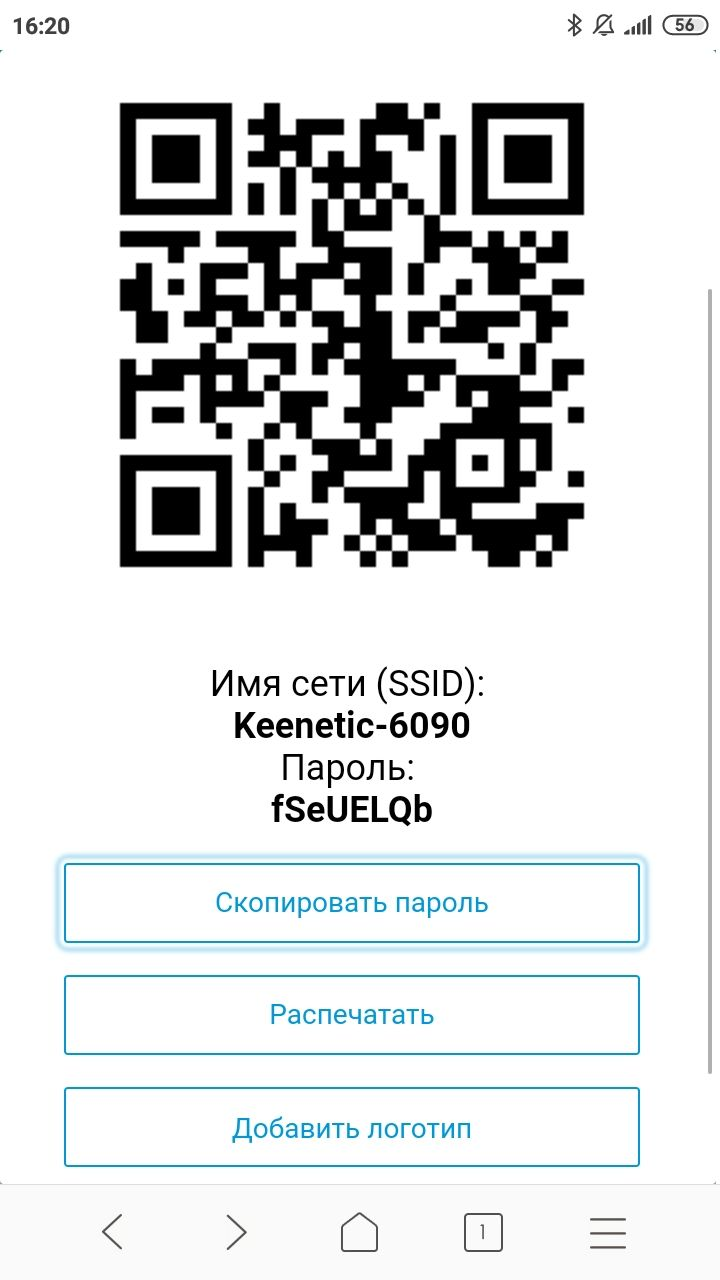 16:20
56
Имя сети (SSID):
Keenetic-6090
Пароль:
fSeUELQb
Скопировать пароль
Распечатать
Добавить логотип
1